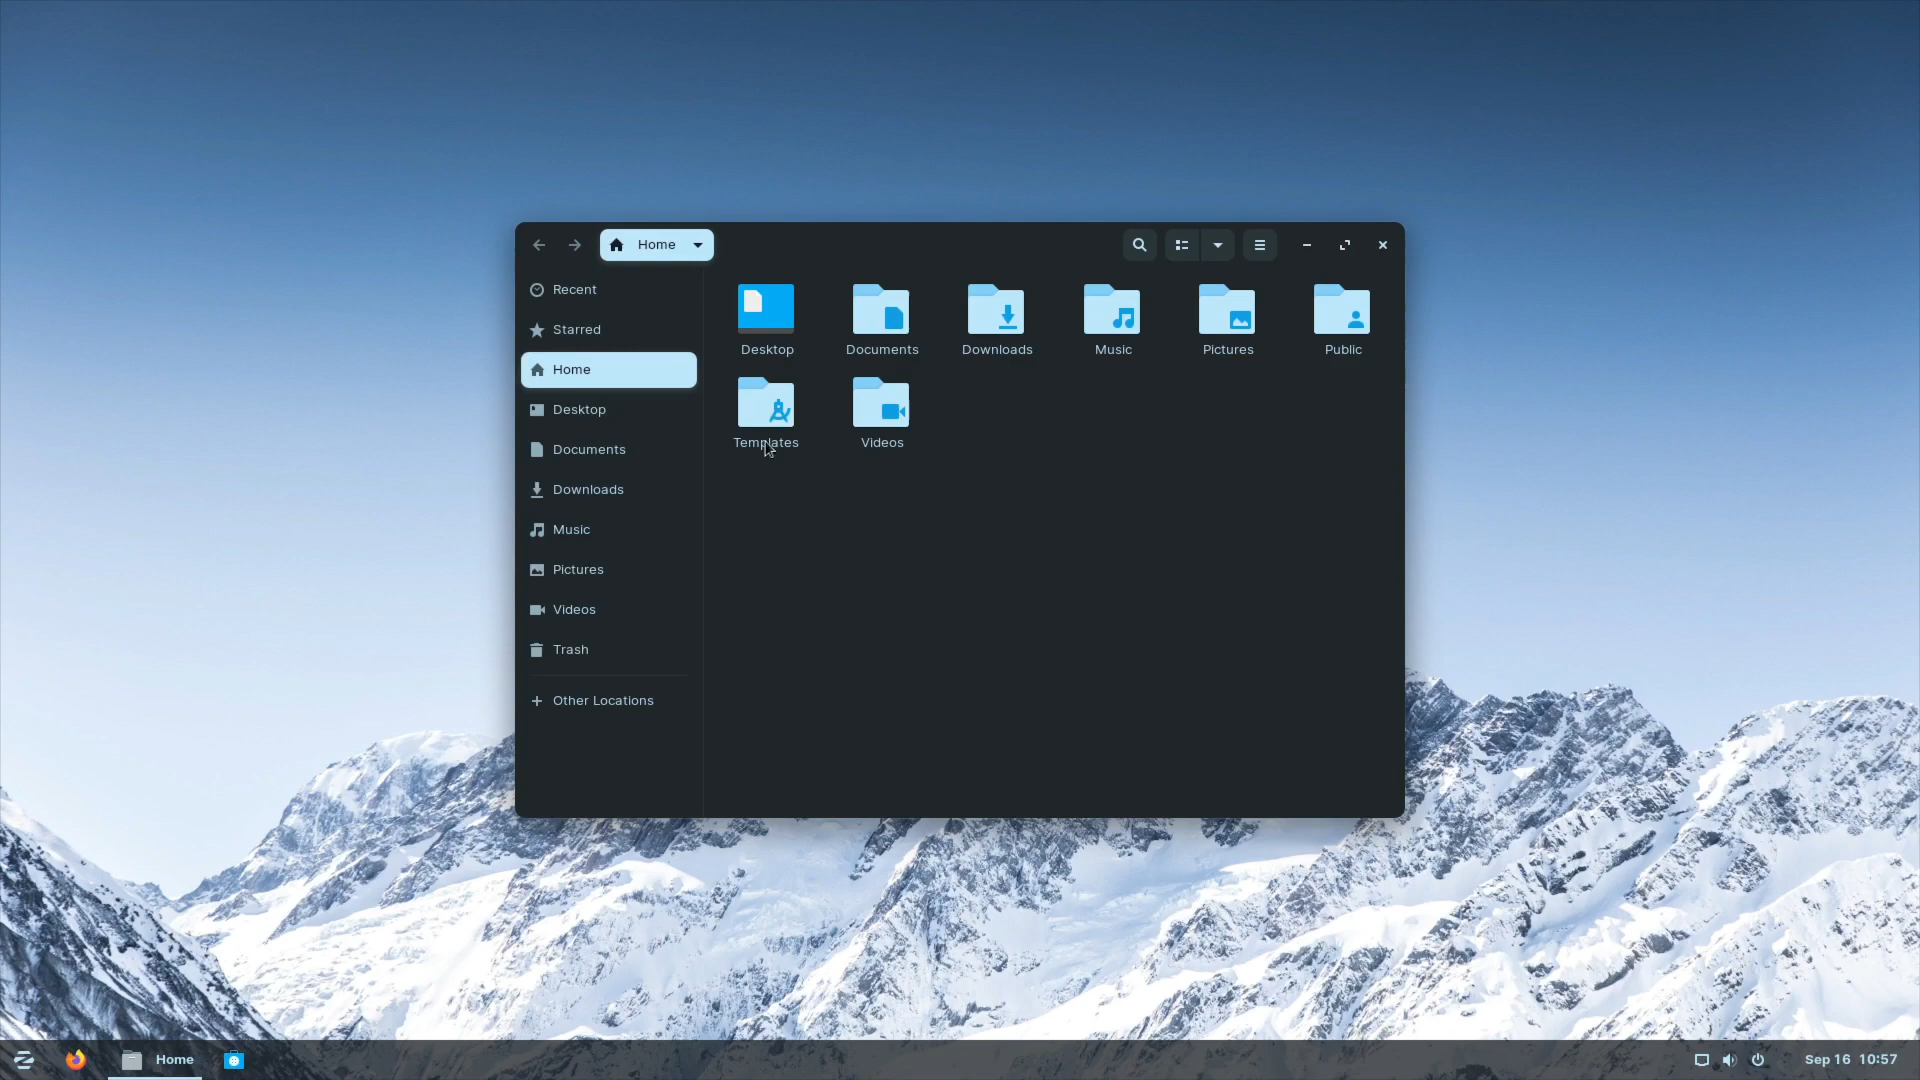 Home
Recent
Starred
Home
Desktop
Documents
Downloads
Music
Pictures
Videos
Trash
Other Locations
Desktop Documents Downloads Music Pictures Public
Templates Videos
Home
Sep 16 10:57